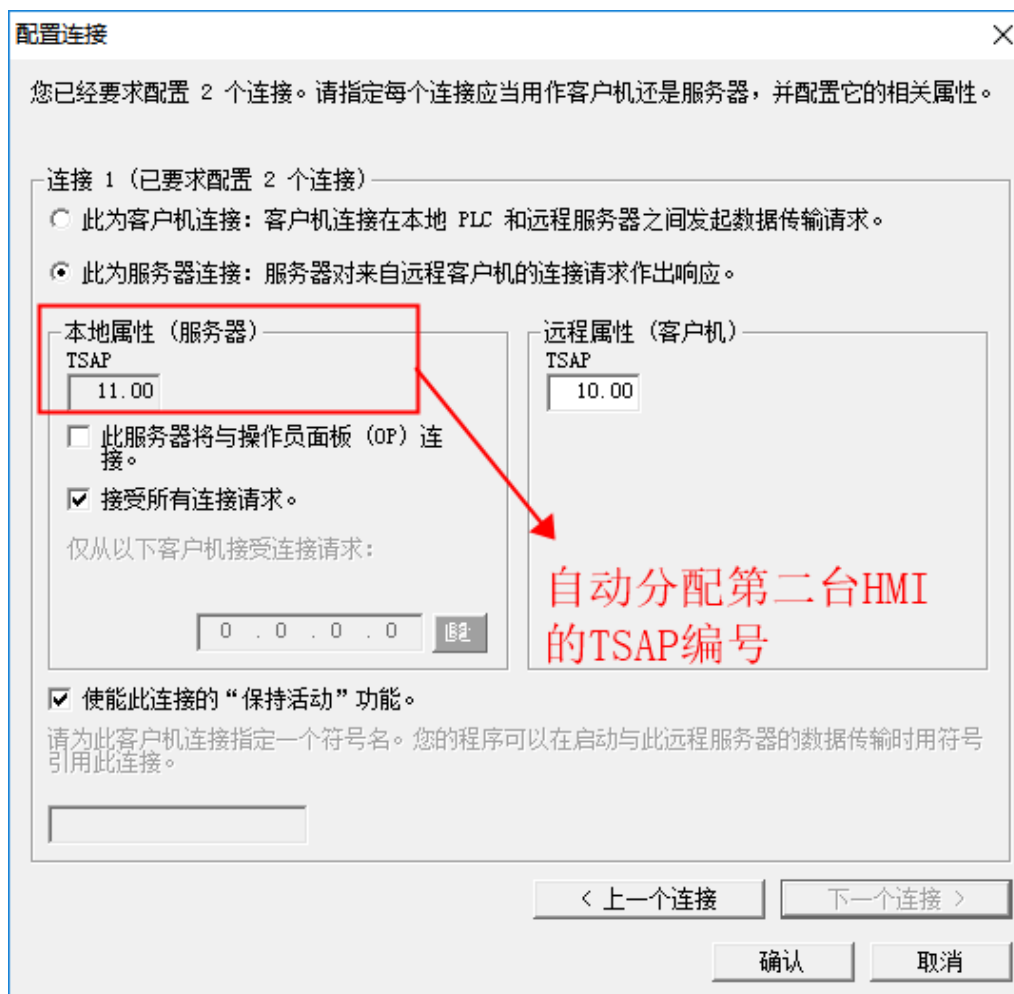 配置连接
您已经要求配置 2 个连接。请指定每个连接应当用作客户机还是服务器，并配置它的相关属性。
连接 1 (已要求配置 2 个连接)
此为客户机连接: 客户机连接在本地 PLC 和远程服务器之间发起数据传输请求。
此为服务器连接: 服务器对来自远程客户机的连接请求作出响应。
本地属性 (服务器)
TSAP
11.00
此服务器将与操作员面板 (OP) 连
接。
接受所有连接请求。
仅从以下客户机接受连接请求:
0 . 0 . 0 . 0
远程属性 (客户机)
TSAP
10.00
自动分配第二台HMI
的TSAP编号
使能此连接的“保持活动”功能。
请为此客户机连接指定一个符号名。您的程序可以在启动与此远程服务器的数据传输时用符号
引用此连接。
< 上一个连接
下一个连接 >
确认
取消